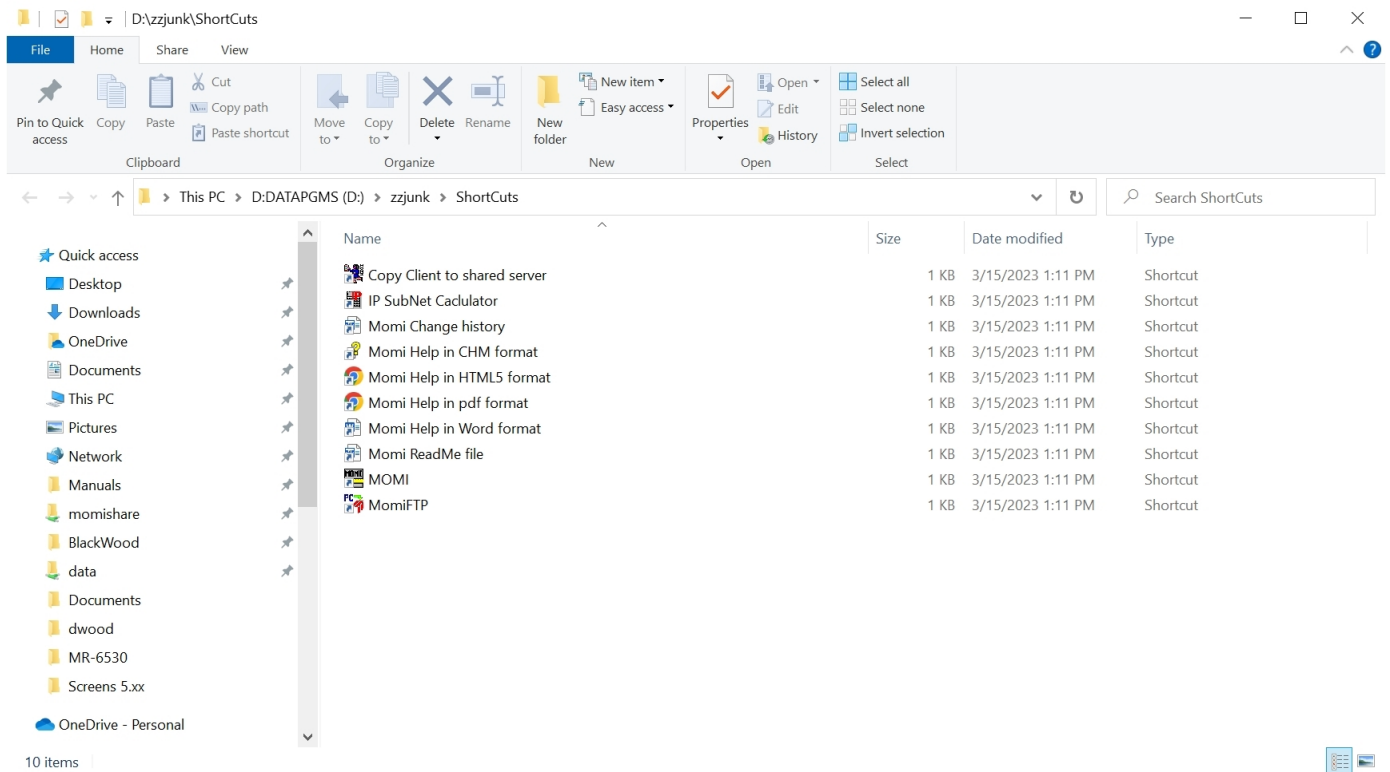 D:\zzjunk\ShortCuts
File Home Share View
Pin to Quick access
Copy
Paste
Cut
Copy path
Paste shortcut
Clipboard
Move to
Copy to
Delete
Rename
Organize
New folder
New item
Easy access
New
Properties
Open
Edit
History
Open
Select all
Select none
Invert selection
Select
This PC > D:DATAPGMS (D:) > zzjunk > ShortCuts
Search ShortCuts
Quick access
Desktop
Downloads
OneDrive
Documents
This PC
Pictures
Network
Manuals
momishare
BlackWood
data
Documents
dwood
MR-6530
Screens 5.xx
OneDrive - Personal
Name Size Date modified Type
Copy Client to shared server 1 KB 3/15/2023 1:11 PM Shortcut
IP SubNet Caclulator 1 KB 3/15/2023 1:11 PM Shortcut
Momi Change history 1 KB 3/15/2023 1:11 PM Shortcut
Momi Help in CHM format 1 KB 3/15/2023 1:11 PM Shortcut
Momi Help in HTML5 format 1 KB 3/15/2023 1:11 PM Shortcut
Momi Help in pdf format 1 KB 3/15/2023 1:11 PM Shortcut
Momi Help in Word format 1 KB 3/15/2023 1:11 PM Shortcut
Momi ReadMe file 1 KB 3/15/2023 1:11 PM Shortcut
MOMI 1 KB 3/15/2023 1:11 PM Shortcut
MomiFTP 1 KB 3/15/2023 1:11 PM Shortcut
10 items